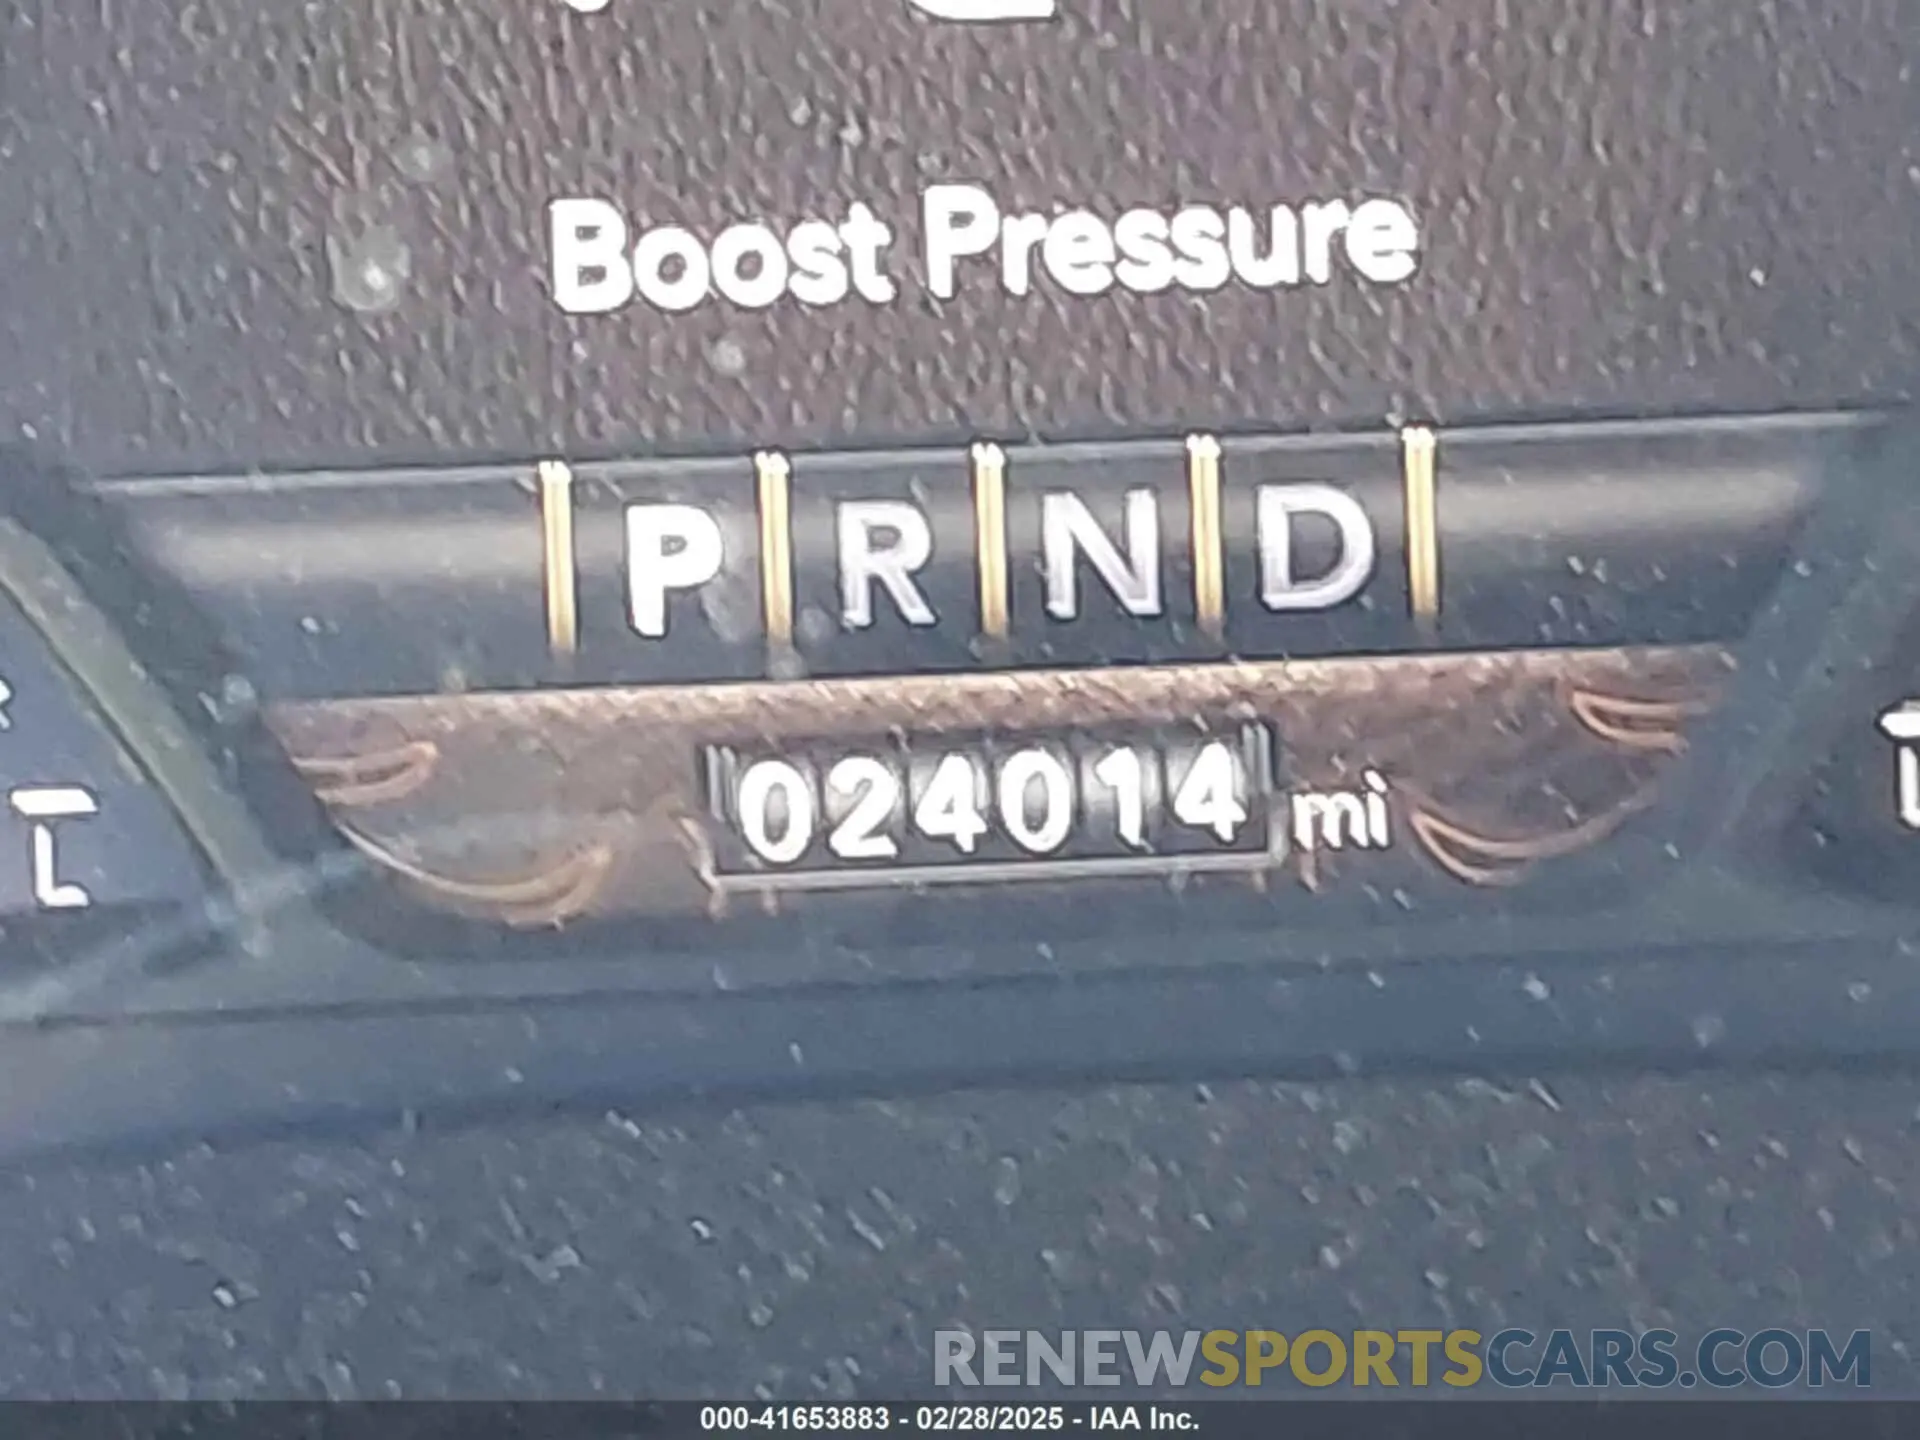 Boost Pressure
P R N D
024014 mi
RENEWSPORTSCARS.COM
000-41653883 - 02/28/2025 - IAA Inc.